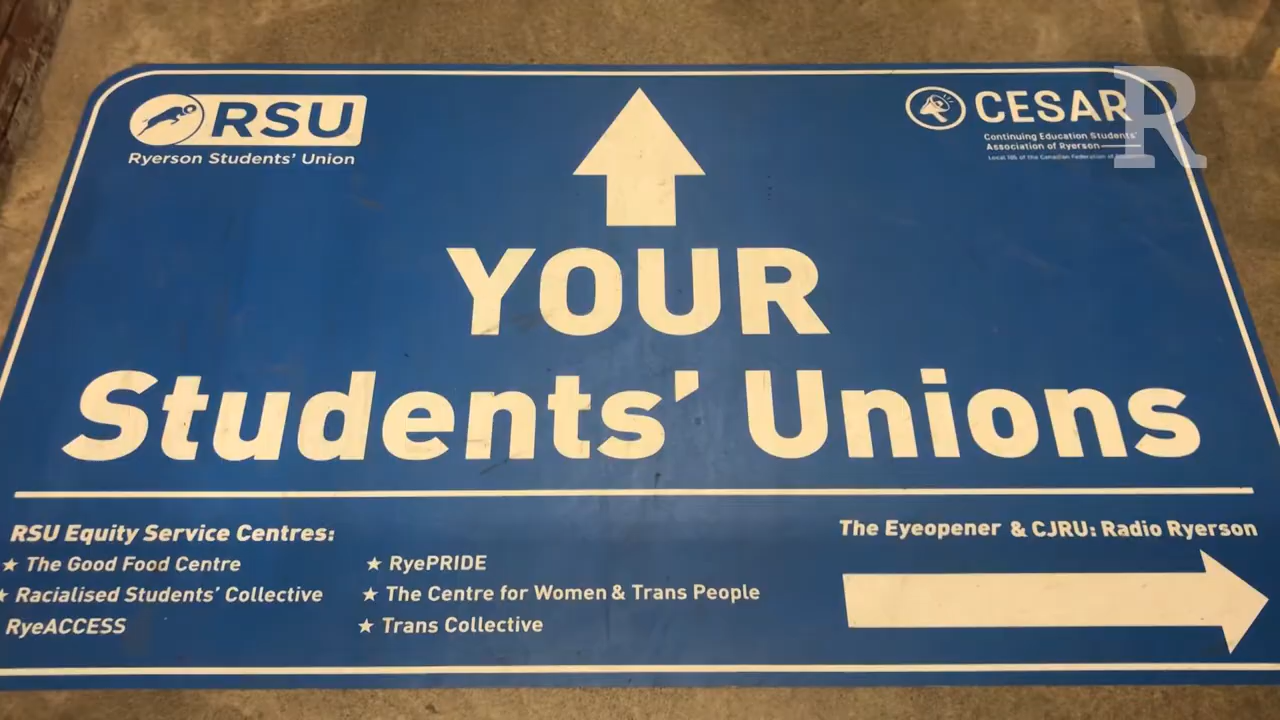 RSU
Ryerson Students' Union
CESAR
Continuing Education Students'
Association of Ryerson
Local 105 of the Canadian Federation of
R
YOUR
Students' Unions
RSU Equity Service Centres:
★ The Good Food Centre
★ Racialised Students' Collective
RyeACCESS
★ RyePRIDE
★ The Centre for Women & Trans People
★ Trans Collective
The Eyeopener & CJRU: Radio Ryerson